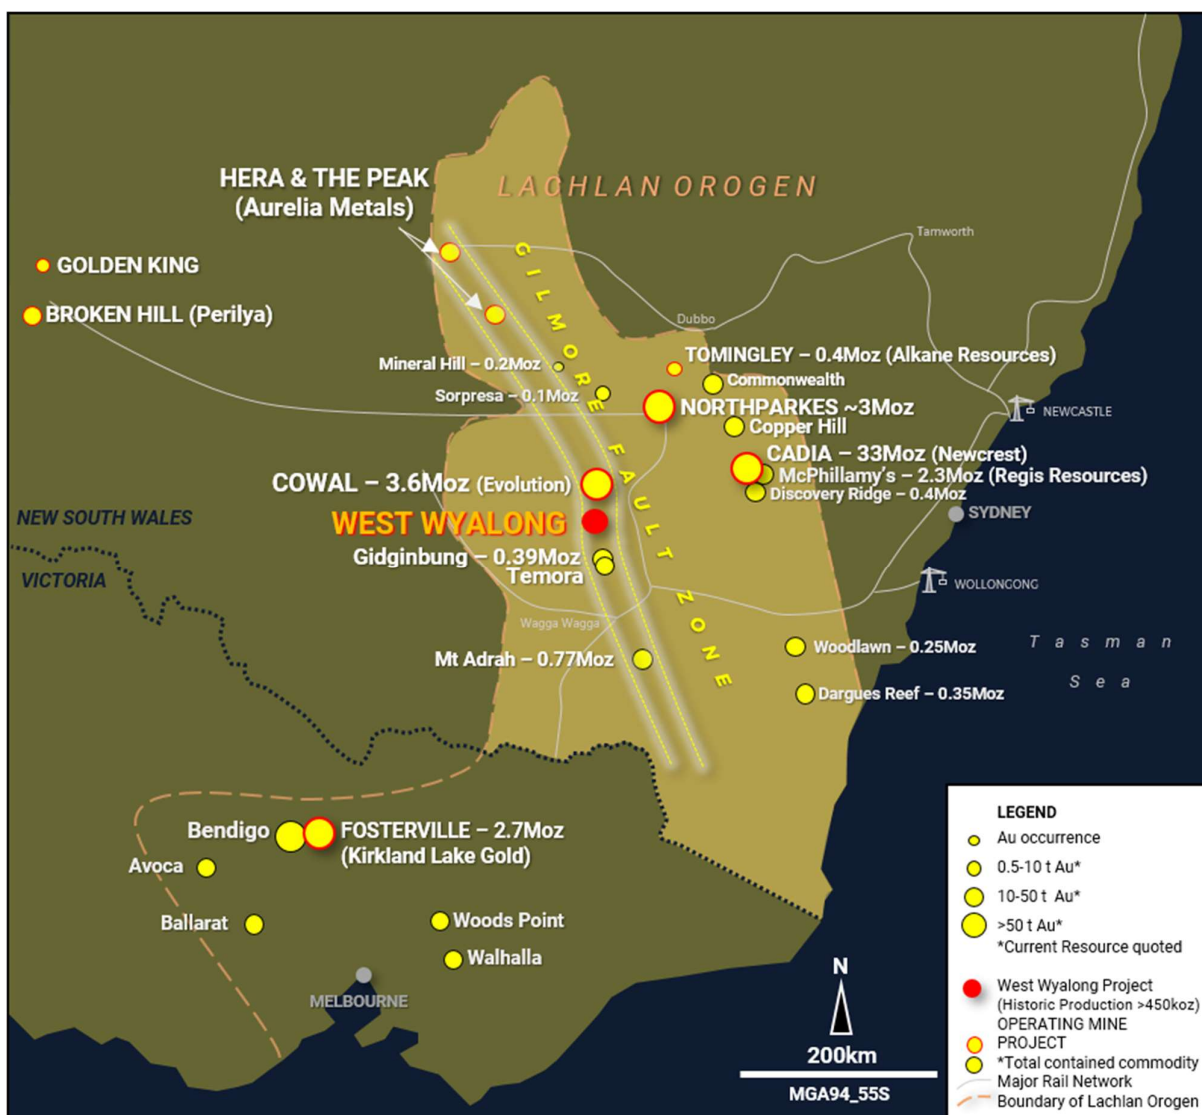 LACHLAN OROGEN
HERA & THE PEAK
(Aurelia Metals)
GILMORE FAULT ZONE
Tamworth
GOLDEN KING
BROKEN HILL (Perilya)
Dubbo
Mineral Hill – 0.2Moz
TOMINGLEY – 0.4Moz (Alkane Resources)
Commonwealth
Sorpresa – 0.1Moz
NORTHPARKES ~3Moz
NEWCASTLE
Copper Hill
CADIA – 33Moz (Newcrest)
McPhillamy's – 2.3Moz (Regis Resources)
COWAL – 3.6Moz (Evolution)
Discovery Ridge – 0.4Moz
SYDNEY
NEW SOUTH WALES
WEST WYALONG
Gidginbung – 0.39Moz
Temora
VICTORIA
WOLLONGONG
Wagga Wagga
Tasman
Sea
Woodlawn – 0.25Moz
Mt Adrah – 0.77Moz
Dargues Reef – 0.35Moz
Bendigo
FOSTERVILLE – 2.7Moz
(Kirkland Lake Gold)
Avoca
Ballarat
Woods Point
Walhalla
MELBOURNE
N
200km
MGA94_55S
LEGEND
Au occurrence
0.5-10 t Au*
10-50 t Au*
>50 t Au*
*Current Resource quoted
West Wyalong Project
(Historic Production >450koz)
OPERATING MINE
PROJECT
*Total contained commodity
Major Rail Network
Boundary of Lachlan Orogen